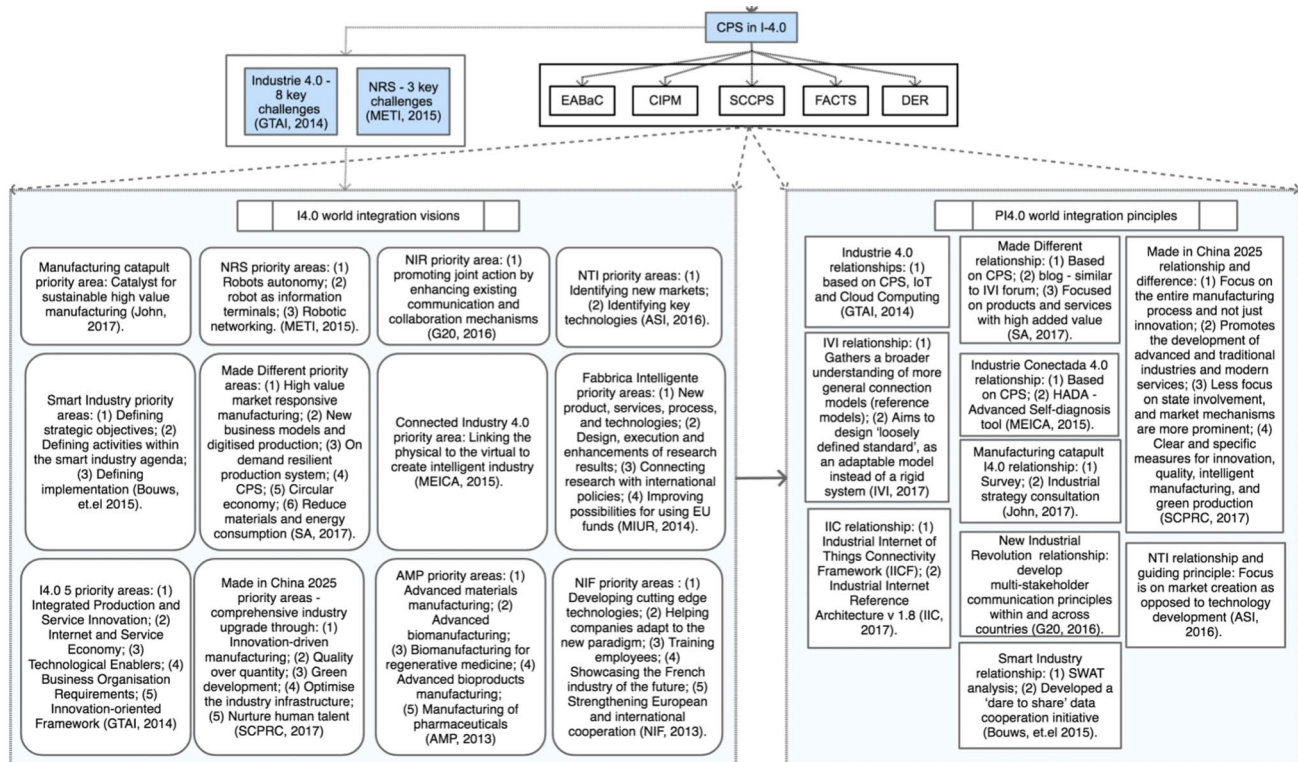 CPS in I-4.0
Industrie 4.0 -
8 key
challenges
(GTAI, 2014)
NRS - 3 key
challenges
(METI, 2015)
EABaC
CIPM
SCCPS
FACTS
DER
I4.0 world integration visions
Manufacturing catapult
priority area: Catalyst for
sustainable high value
manufacturing (John,
2017).
NRS priority areas: (1)
Robots autonomy; (2)
robot as information
terminals; (3) Robotic
networking. (METI, 2015).
NIR priority area: (1)
promoting joint action by
enhancing existing
communication and
collaboration mechanisms
(G20, 2016)
NTI priority areas: (1)
Identifying new markets;
(2) Identifying key
technologies (ASI, 2016).
Smart Industry priority
areas: (1) Defining
strategic objectives; (2)
Defining activities within
the smart industry agenda;
(3) Defining
implementation (Bouws,
et.el 2015).
Made Different priority
areas: (1) High value
market responsive
manufacturing; (2) New
business models and
digitised production; (3) On
demand resilient
production system; (4)
CPS; (5) Circular
economy; (6) Reduce
materials and energy
consumption (SA, 2017).
Connected Industry 4.0
priority area: Linking the
physical to the virtual to
create intelligent industry
(MEICA, 2015).
Fabbrica Intelligente
priority areas: (1) New
product, services, process,
and technologies; (2)
Design, execution and
enhancements of research
results; (3) Connecting
research with international
policies; (4) Improving
possibilities for using EU
funds (MIUR, 2014).
I4.0 5 priority areas: (1)
Integrated Production and
Service Innovation; (2)
Internet and Service
Economy; (3)
Technological Enablers; (4)
Business Organisation
Requirements; (5)
Innovation-oriented
Framework (GTAI, 2014)
Made in China 2025
priority areas -
comprehensive industry
upgrade through: (1)
Innovation-driven
manufacturing; (2) Quality
over quantity; (3) Green
development; (4) Optimise
the industry infrastructure;
(5) Nurture human talent
(SCPRC, 2017)
AMP priority areas: (1)
Advanced materials
manufacturing; (2)
Advanced
biomanufacturing;
(3) Biomanufacturing for
regenerative medicine; (4)
Advanced bioproducts
manufacturing;
(5) Manufacturing of
pharmaceuticals
(AMP, 2013)
NIF priority areas : (1)
Developing cutting edge
technologies; (2) Helping
companies adapt to the
new paradigm; (3) Training
employees; (4)
Showcasing the French
industry of the future; (5)
Strengthening European
and international
cooperation (NIF, 2013).
PI4.0 world integration pinciples
Industrie 4.0
relationships: (1)
based on CPS, IoT
and Cloud Computing
(GTAI, 2014)
IVI relationship: (1)
Gathers a broader
understanding of more
general connection
models (reference
models); (2) Aims to
design ‘loosely
defined standard’, as
an adaptable model
instead of a rigid
system (IVI, 2017)
IIC relationship: (1)
Industrial Internet of
Things Connectivity
Framework (IICF); (2)
Industrial Internet
Reference
Architecture v 1.8 (IIC,
2017).
Made Different
relationship: (1) Based
on CPS; (2) blog - similar
to IVI forum; (3) Focused
on products and services
with high added value
(SA, 2017).
Industrie Conectada 4.0
relationship: (1) Based
on CPS; (2) HADA -
Advanced Self-diagnosis
tool (MEICA, 2015).
Manufacturing catapult
I4.0 relationship: (1)
Survey; (2) Industrial
strategy consultation
(John, 2017).
New Industrial
Revolution relationship:
develop
multi-stakeholder
communication principles
within and across
countries (G20, 2016).
Smart Industry
relationship: (1) SWAT
analysis; (2) Developed a
‘dare to share’ data
cooperation initiative
(Bouws, et.el 2015).
Made in China 2025
relationship and
difference: (1) Focus on
the entire manufacturing
process and not just
innovation; (2) Promotes
the development of
advanced and traditional
industries and modern
services; (3) Less focus
on state involvement,
and market mechanisms
are more prominent; (4)
Clear and specific
measures for innovation,
quality, intelligent
manufacturing, and
green production
(SCPRC, 2017)
NTI relationship and
guiding principle: Focus
is on market creation as
opposed to technology
development (ASI,
2016).